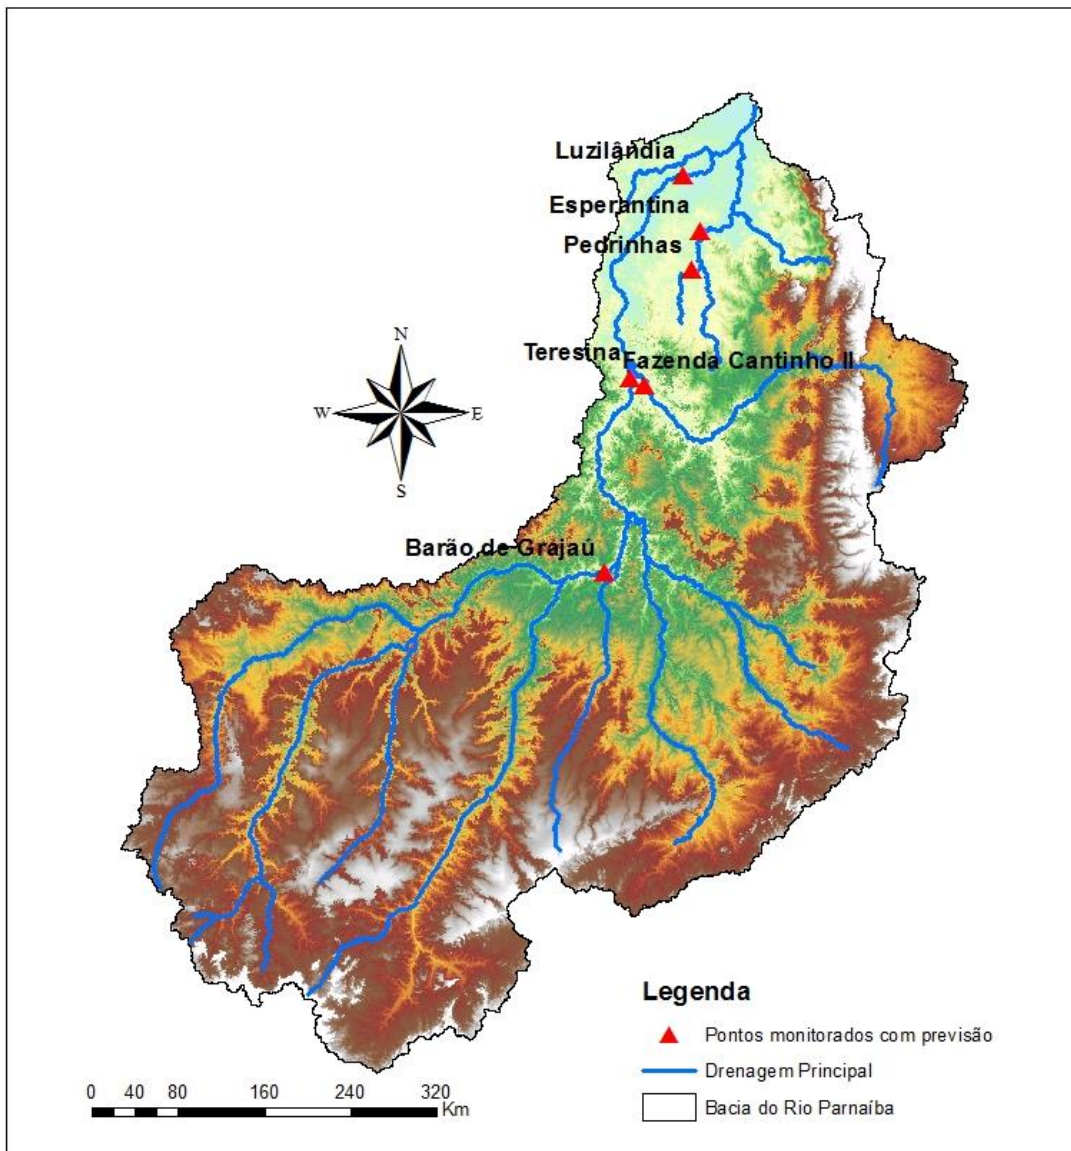 Luzilândia
Esperantina
Pedrinhas
Teresina
Fazenda Cantinho II
N
W
E
S
Barão de Grajaú
Legenda
Pontos monitorados com previsão
Drenagem Principal
Bacia do Rio Parnaíba
0 40 80 160 240 320
Km